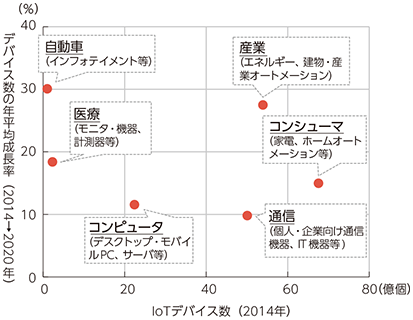 (%)
40
30
20
10
0
デバイス数の年平均成長率(2014→2020年)
自動車
(インフォテイメント等)
医療
(モニタ・機器、
計測器等)
コンピュータ
(デスクトップ・モバイ
ルPC、サーバ等)
産業
(エネルギー、建物・産
業オートメーション)
コンシューマ
(家電、ホームオート
メーション等)
通信
(個人・企業向け通信
機器、IT機器等)
0
20
40
60
80(億個)
IoTデバイス数(2014年)